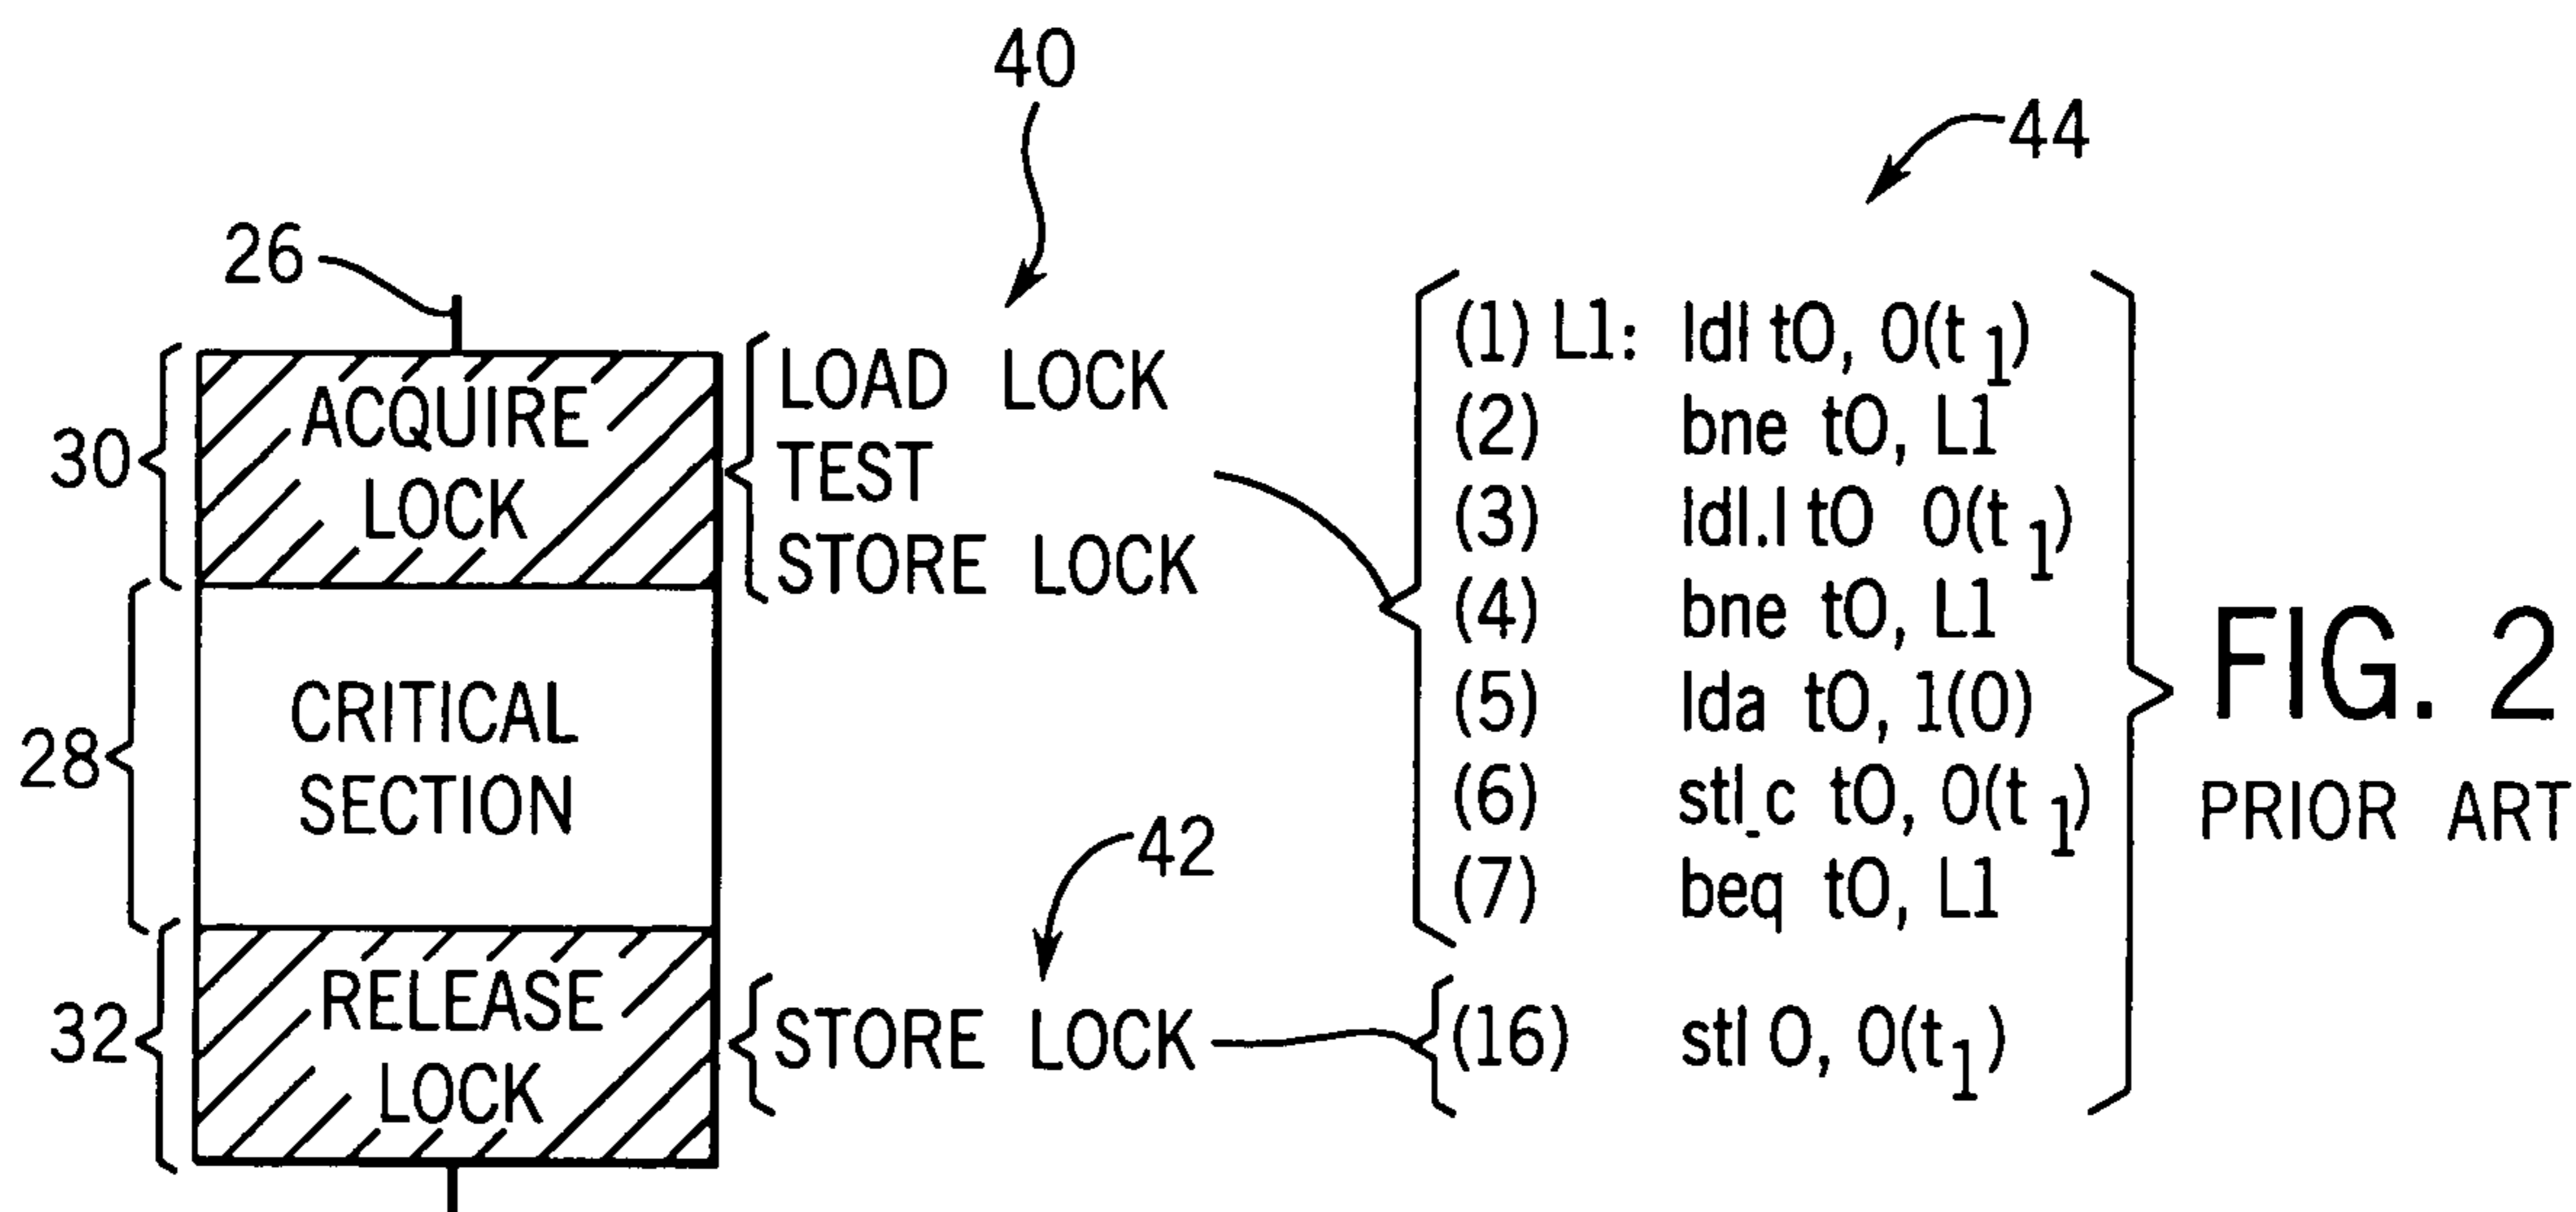 40
44
26
30
ACQUIRE
LOCK
LOAD LOCK
TEST
STORE LOCK
28
CRITICAL
SECTION
42
32
RELEASE
LOCK
STORE LOCK
(1) L1: ldl t0, 0(t1)
(2) bne t0, L1
(3) ldl.l t0 0(t1)
(4) bne t0, L1
(5) lda t0, 1(0)
(6) stl_c t0, 0(t1)
(7) beq t0, L1
(16) stl 0, 0(t1)
FIG. 2
PRIOR ART